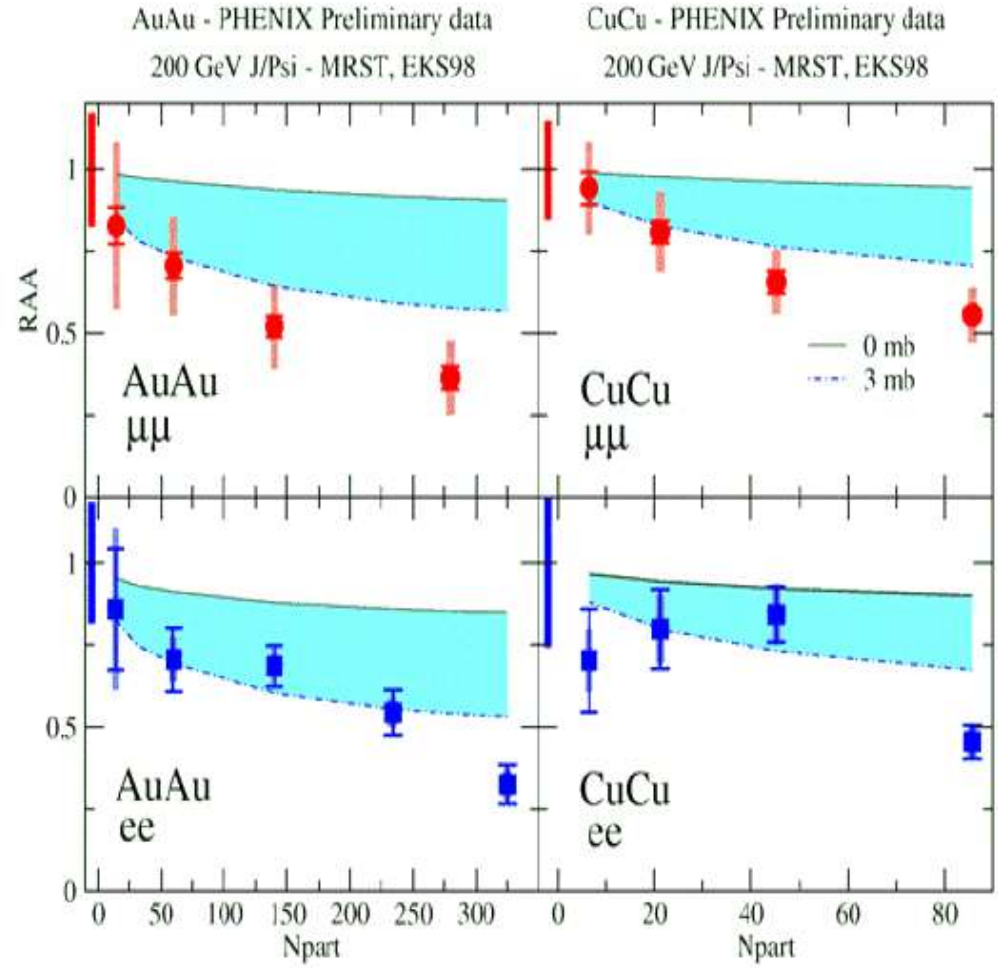 AuAu - PHENIX Preliminary data
200 GeV J/Psi - MRST, EKS98
CuCu - PHENIX Preliminary data
200 GeV J/Psi - MRST, EKS98
RAA
1
0.5
0
AuAu
μμ
CuCu
μμ
0 mb
3 mb
1
0.5
0
AuAu
ee
CuCu
ee
0 50 100 150 200 250 300
Npart
0 20 40 60 80
Npart